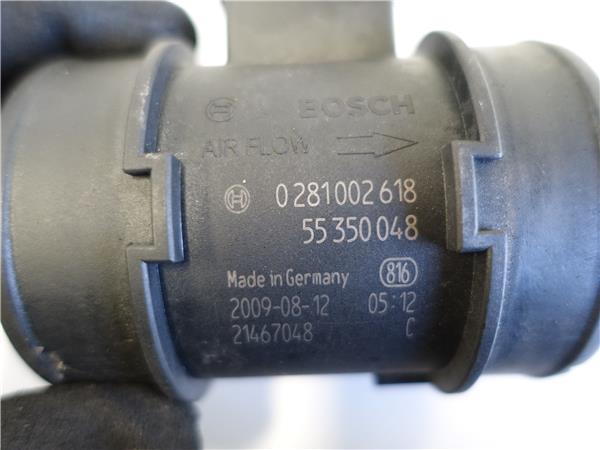 BOSCH
AIR FLOW
0 281 002 618
55 350 048
Made in Germany 816
2009-08-12 05:12
21467048 C